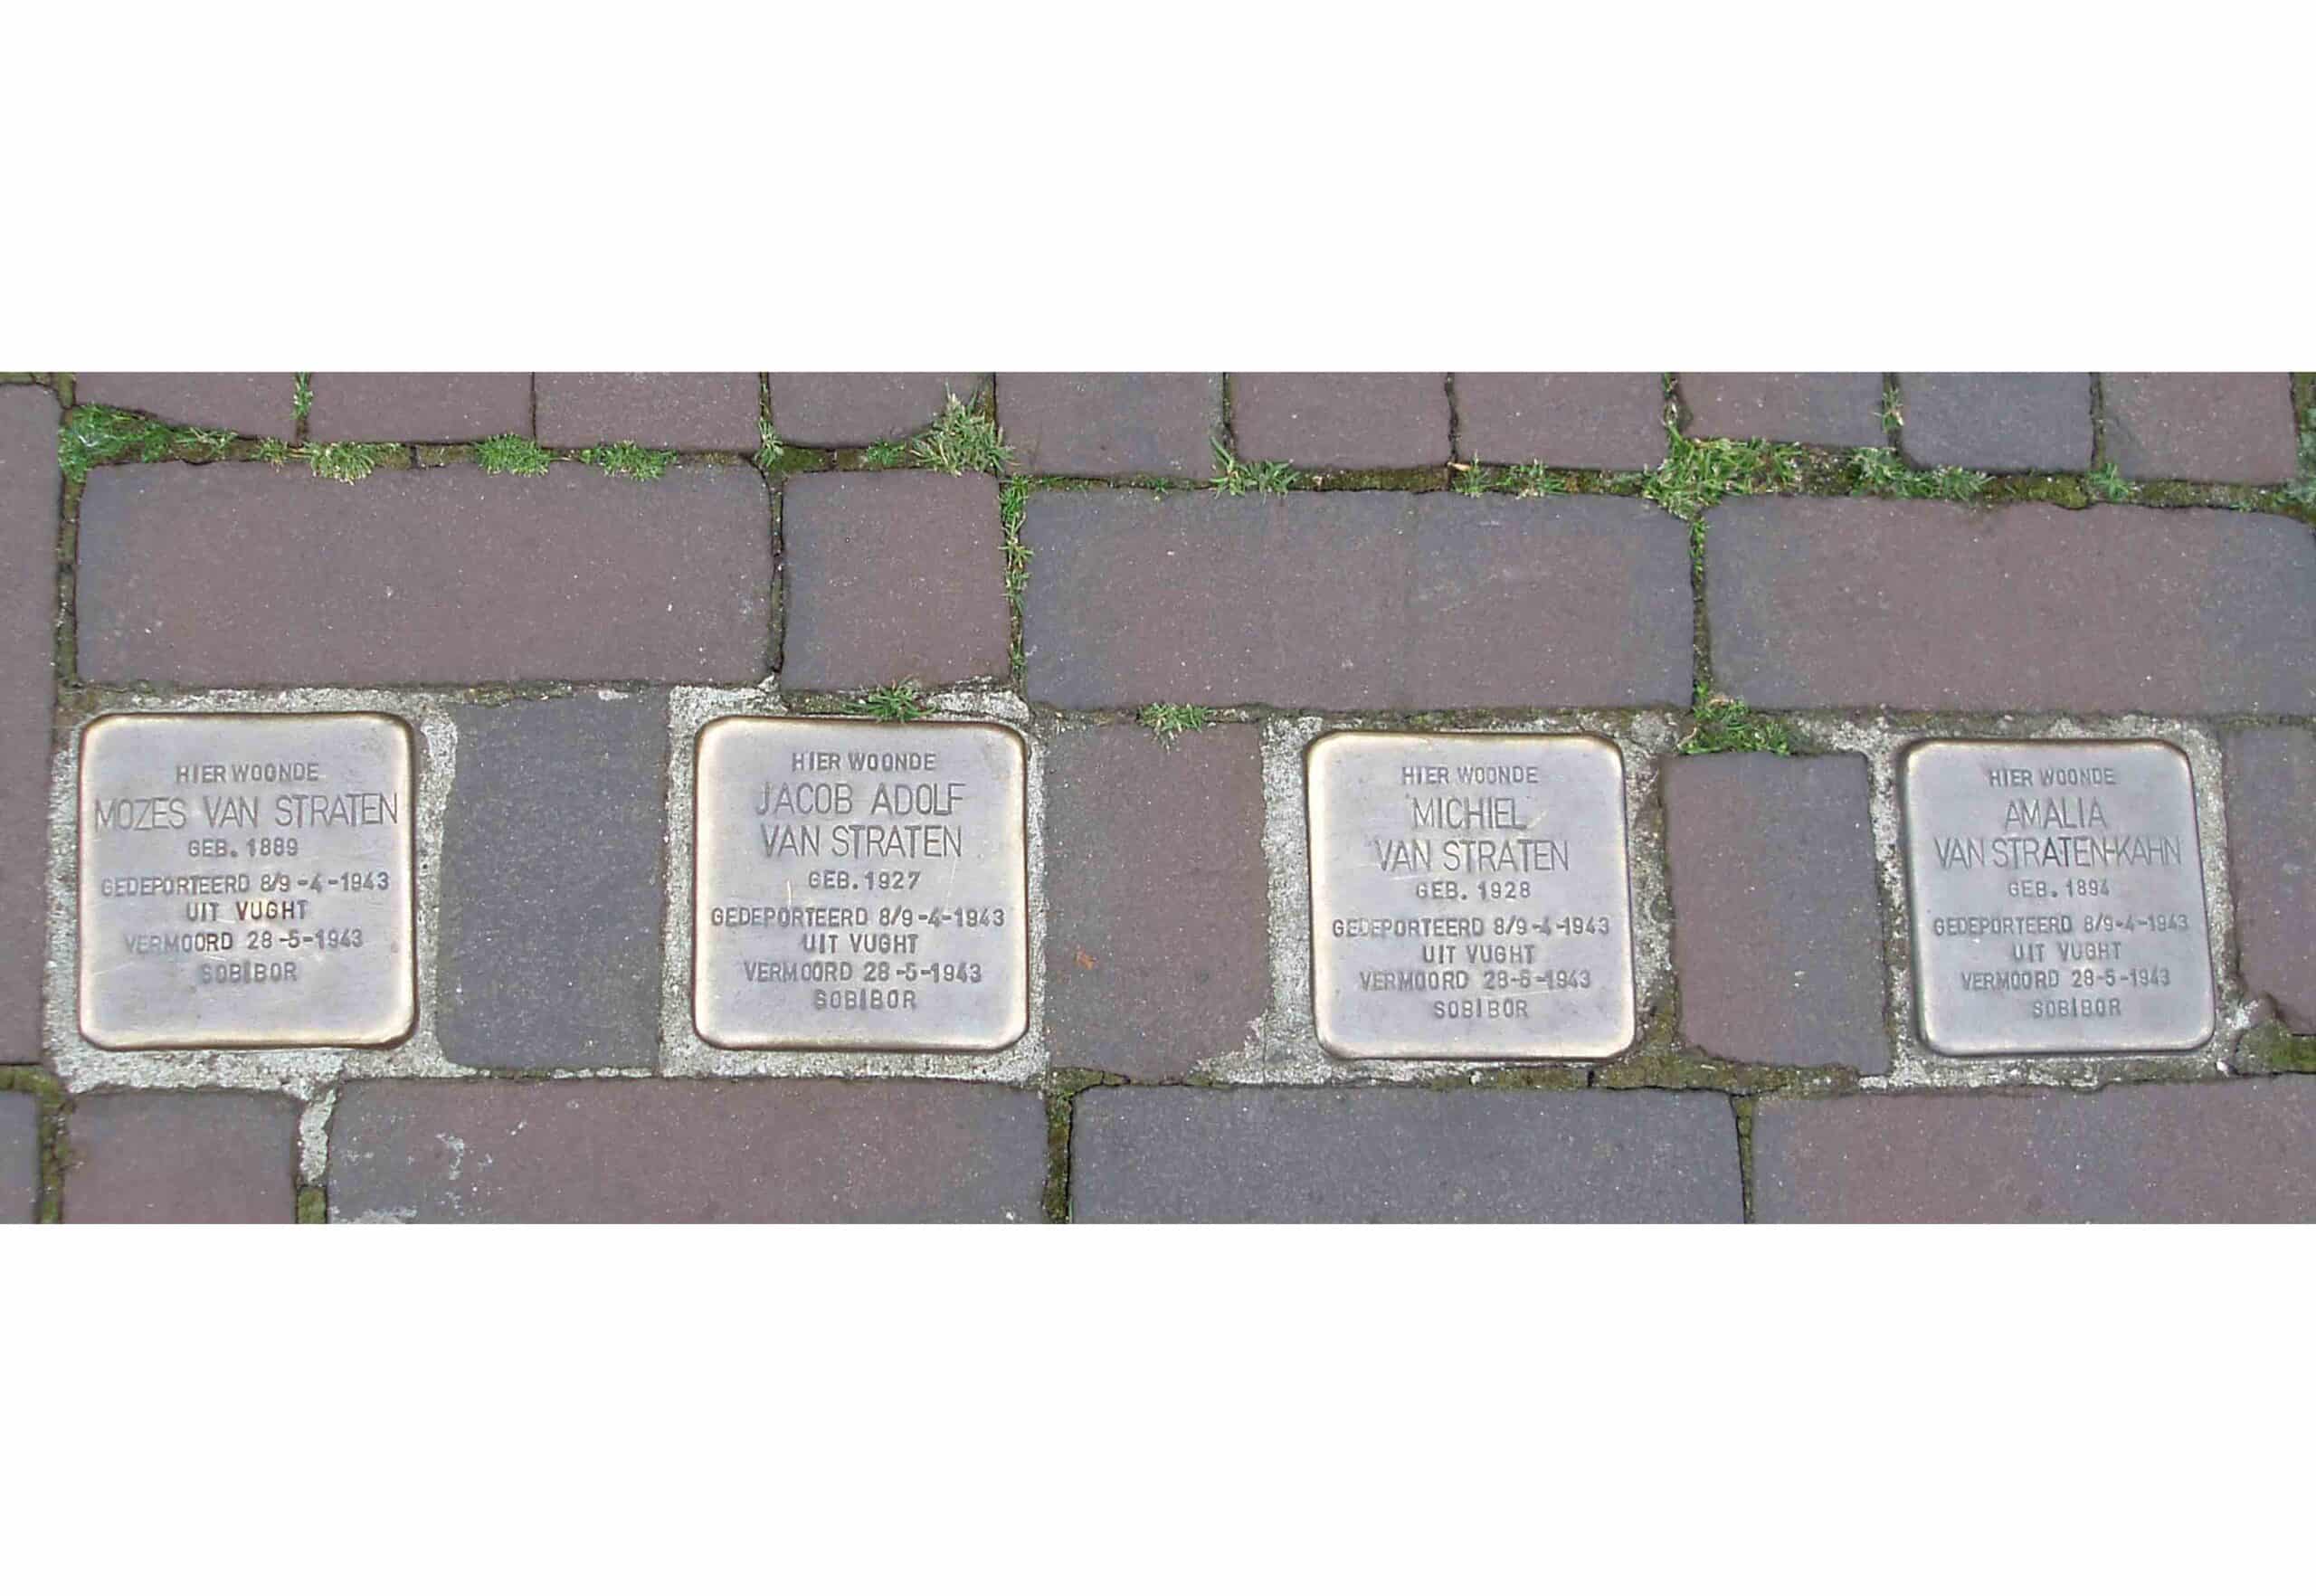 HIER WOONDE
MOZES VAN STRATEN
GEB. 1889
GEDEPORTEERD 8/9-4-1943
UIT VUGHT
VERMOORD 28-5-1943
SOBIBOR
HIER WOONDE
JACOB ADOLF
VAN STRATEN
GEB. 1927
GEDEPORTEERD 8/9-4-1943
UIT VUGHT
VERMOORD 28-5-1943
SOBIBOR
HIER WOONDE
MICHIEL
VAN STRATEN
GEB. 1928
GEDEPORTEERD 8/9-4-1943
UIT VUGHT
VERMOORD 28-5-1943
SOBIBOR
HIER WOONDE
AMALIA
VAN STRATEN-KAHN
GEB. 1894
GEDEPORTEERD 8/9-4-1943
UIT VUGHT
VERMOORD 28-5-1943
SOBIBOR